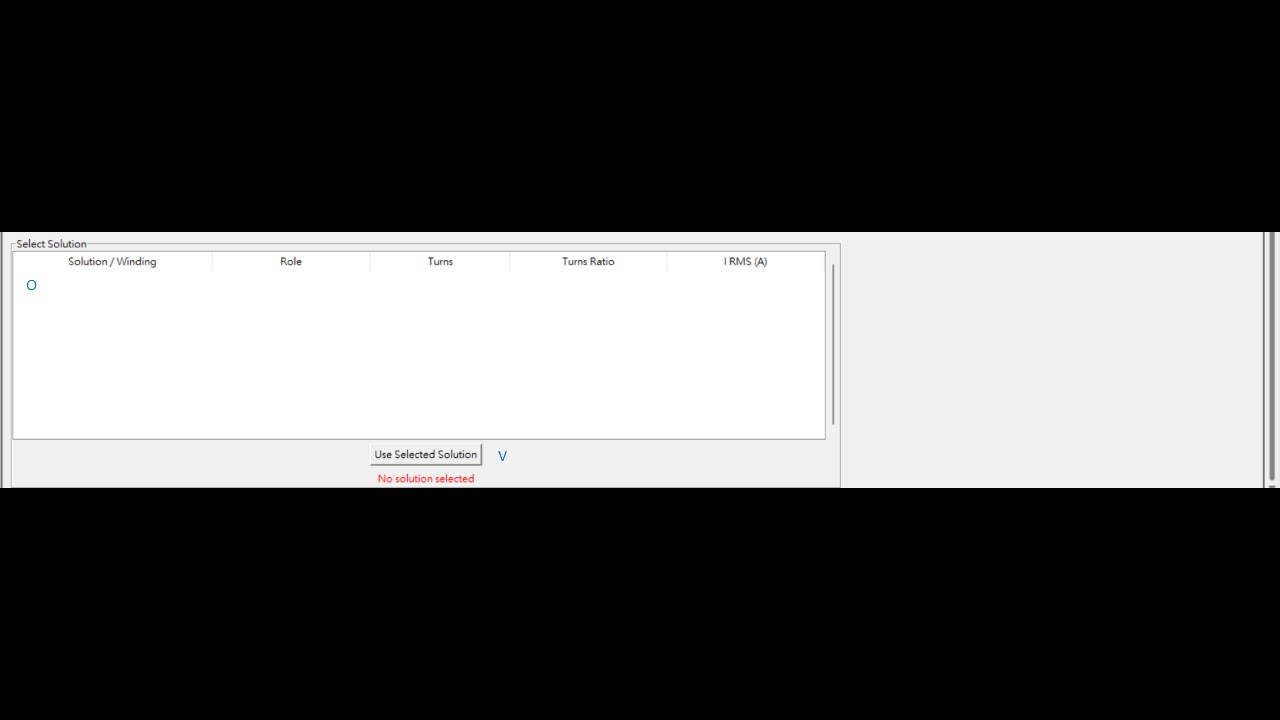 Select Solution
Solution / Winding Role Turns Turns Ratio I RMS (A)
O
Use Selected Solution V
No solution selected